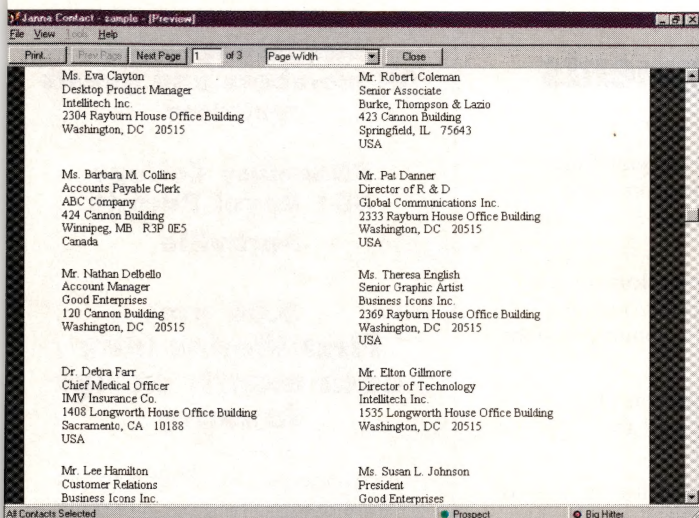 Janna Contact - sample - [Preview]
File View Tools Help
Print... Prev Page Next Page 1 of 3 Page Width Close
Ms. Eva Clayton
Desktop Product Manager
Intellitech Inc.
2304 Rayburn House Office Building
Washington, DC 20515
Mr. Robert Coleman
Senior Associate
Burke, Thompson & Lazio
423 Cannon Building
Springfield, IL 75643
USA
Ms. Barbara M. Collins
Accounts Payable Clerk
ABC Company
424 Cannon Building
Winnipeg, MB R3P 0E5
Canada
Mr. Pat Danner
Director of R & D
Global Communications Inc.
2333 Rayburn House Office Building
Washington, DC 20515
USA
Mr. Nathan Delbello
Account Manager
Good Enterprises
120 Cannon Building
Washington, DC 20515
Ms. Theresa English
Senior Graphic Artist
Business Icons Inc.
2369 Rayburn House Office Building
Washington, DC 20515
USA
Dr. Debra Farr
Chief Medical Officer
IMV Insurance Co.
1408 Longworth House Office Building
Sacramento, CA 10188
USA
Mr. Elton Gillmore
Director of Technology
Intellitech Inc.
1535 Longworth House Office Building
Washington, DC 20515
Mr. Lee Hamilton
Customer Relations
Business Icons Inc.
Ms. Susan L. Johnson
President
Good Enterprises
All Contacts Selected Prospect Big Hitter